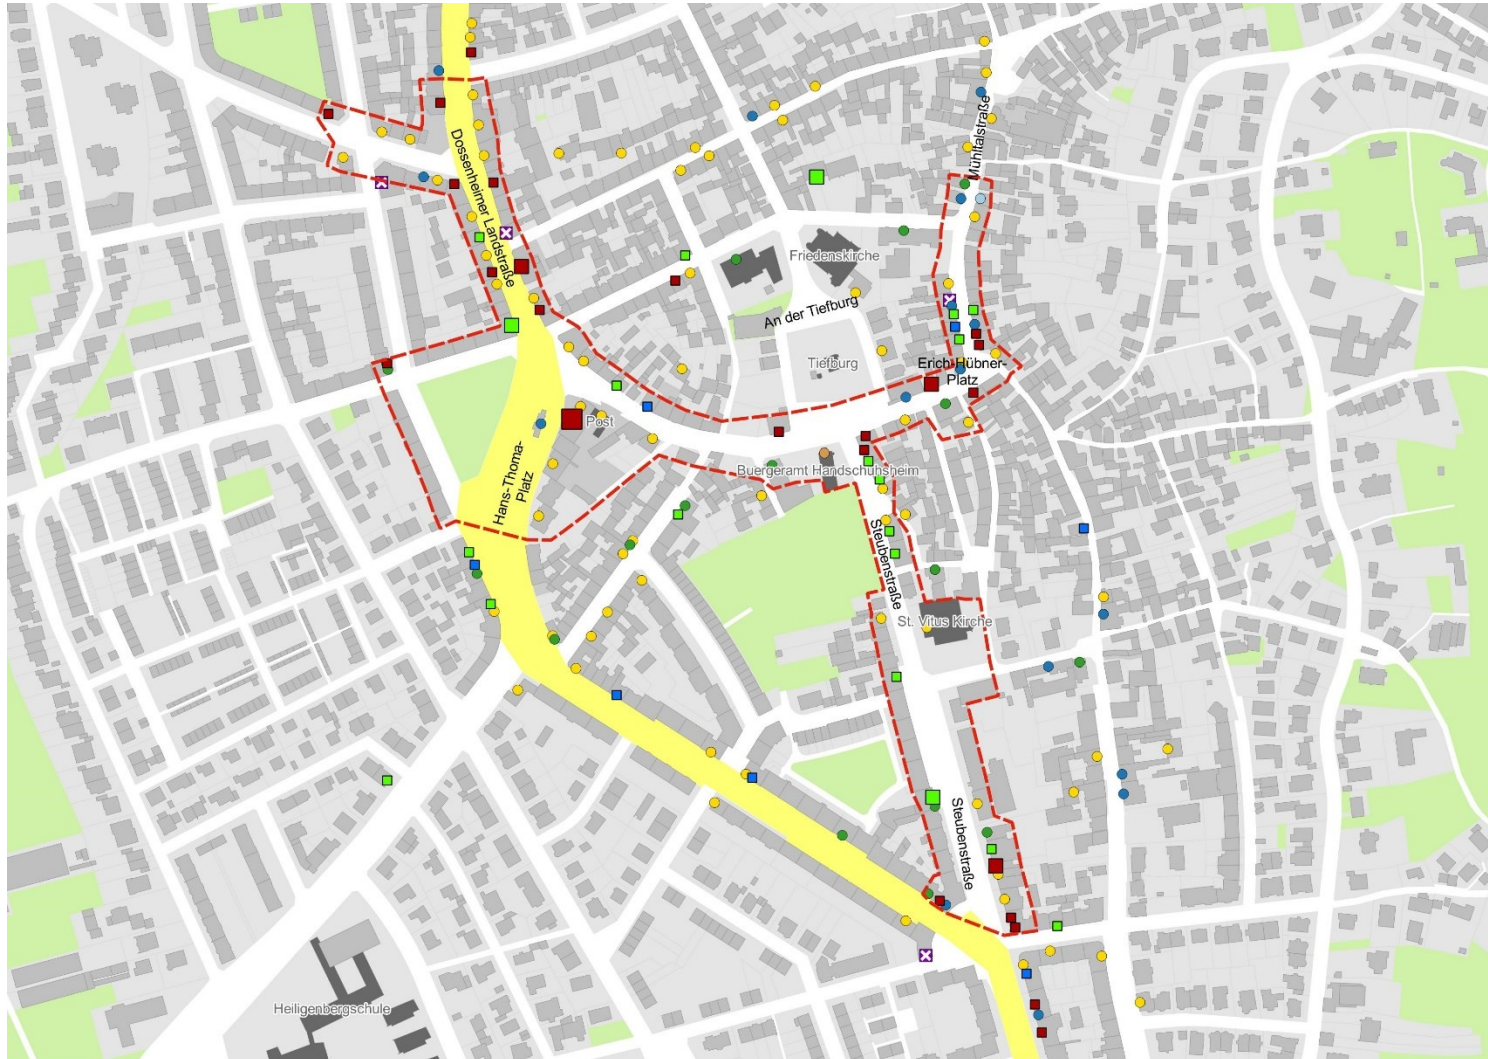 Mühltalstraße
Dossenheimer Landstraße
Friedenskirche
An der Tiefburg
Tiefburg
Erich-Hübner-
Platz
Post
Buergeramt Handschuhsheim
Hans-Thoma-
Platz
Steubenstraße
St. Vitus Kirche
Steubenstraße
Heiligenbergschule